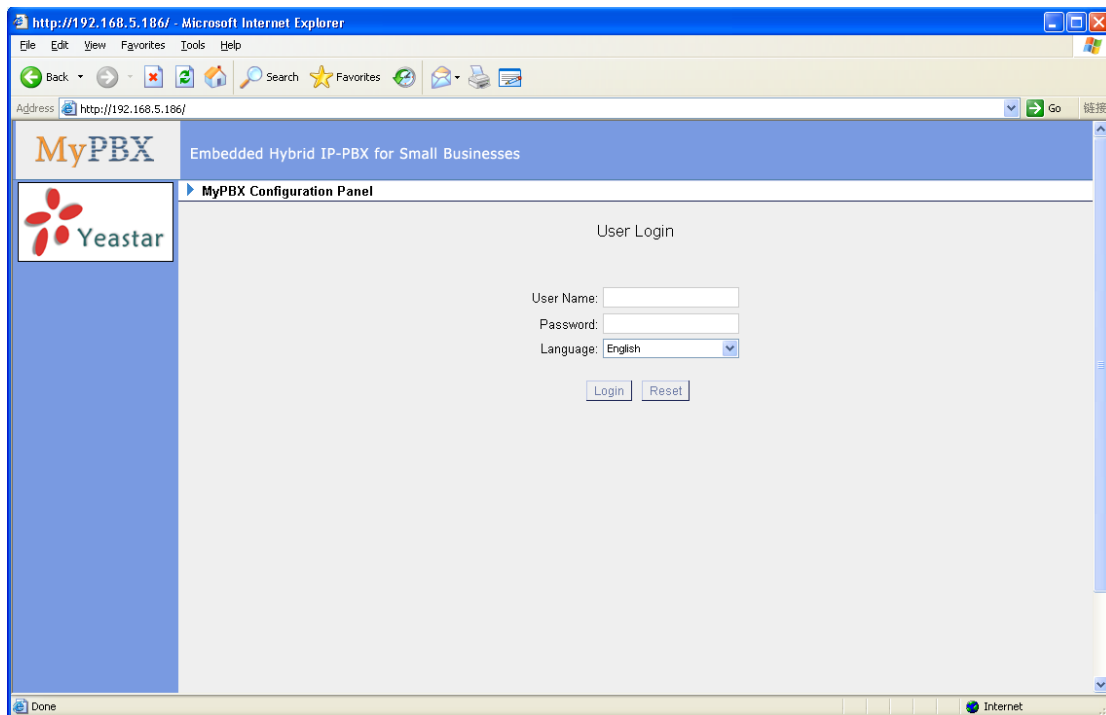 http://192.168.5.186/ - Microsoft Internet Explorer
File Edit View Favorites Tools Help
Back Search Favorites
Address http://192.168.5.186/ Go 链接
MyPBX Embedded Hybrid IP-PBX for Small Businesses
Yeastar MyPBX Configuration Panel
User Login
User Name:
Password:
Language: English
Login Reset
Done Internet